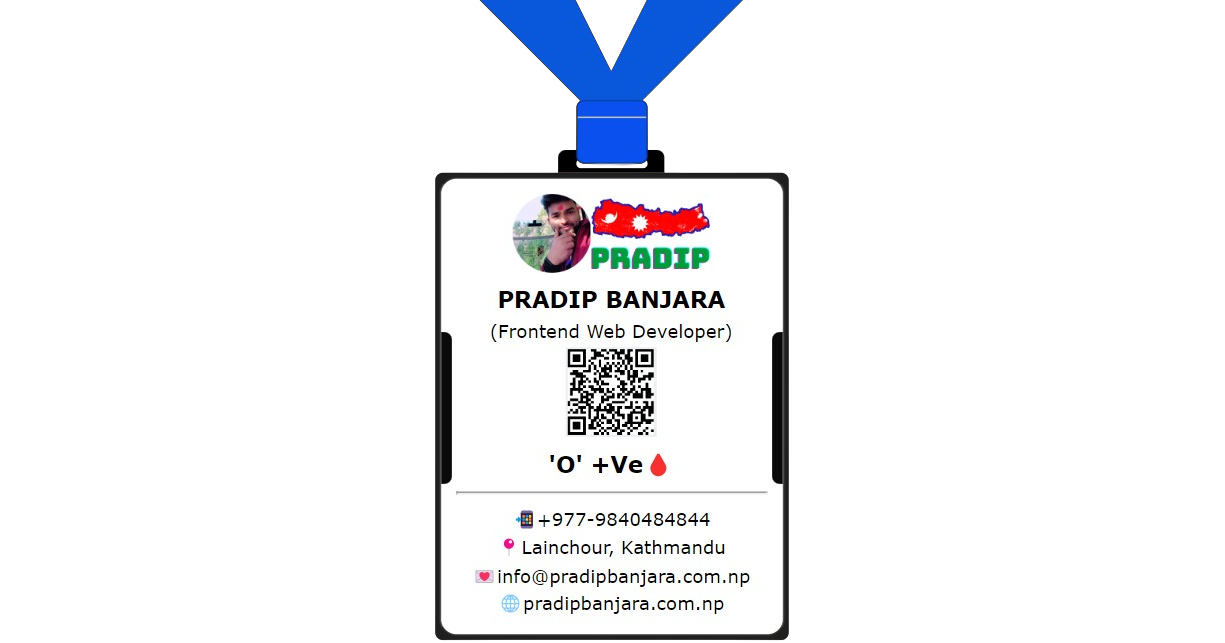 PRADIP
PRADIP BANJARA
(Frontend Web Developer)
'O' +Ve
+977-9840484844
Lainchour, Kathmandu
info@pradipbanjara.com.np
pradipbanjara.com.np